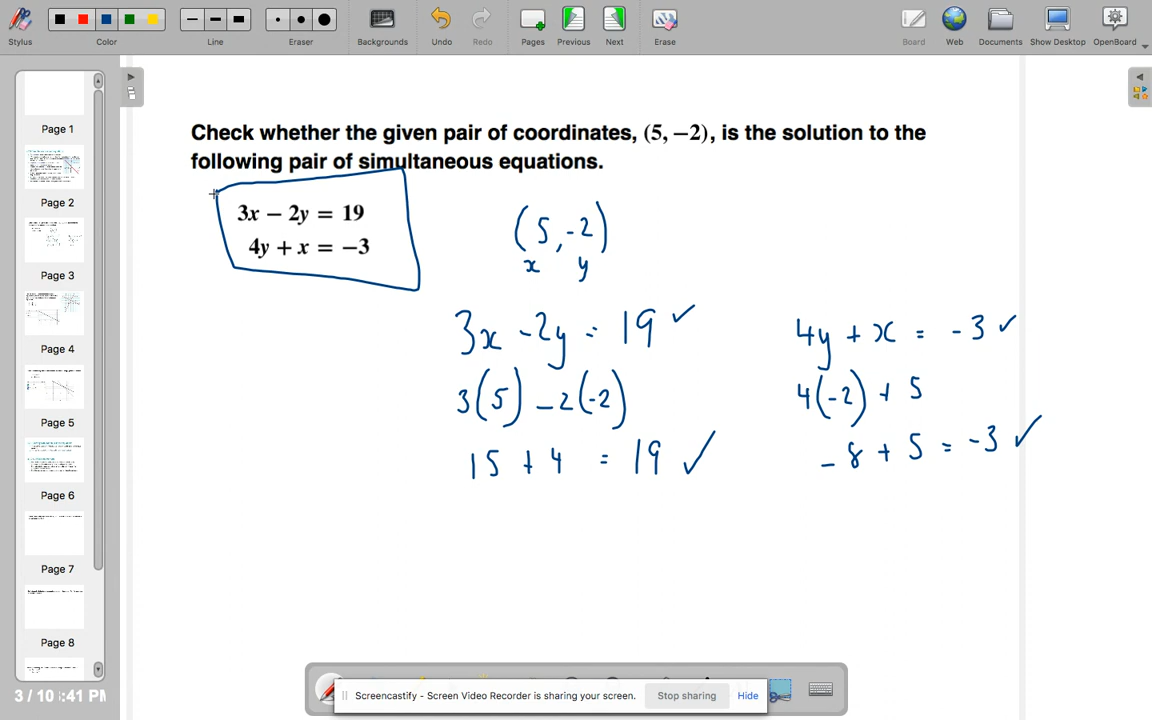 Stylus
Color
Line
Eraser
Backgrounds
Undo
Redo
Pages
Previous
Next
Erase
Board
Web
Documents
Show Desktop
OpenBoard
Page 1
Page 2
Page 3
Page 4
Page 5
Page 6
Page 7
Page 8
3 / 10
:41 PM
Check whether the given pair of coordinates, (5, −2), is the solution to the
following pair of simultaneous equations.
3x − 2y = 19
4y + x = −3
(5, -2)
x y
3x - 2y = 19 ✓
3(5) - 2(-2)
15 + 4 = 19 ✓
4y + x = -3 ✓
4(-2) + 5
-8 + 5 = -3 ✓
Screencastify - Screen Video Recorder is sharing your screen.
Stop sharing
Hide